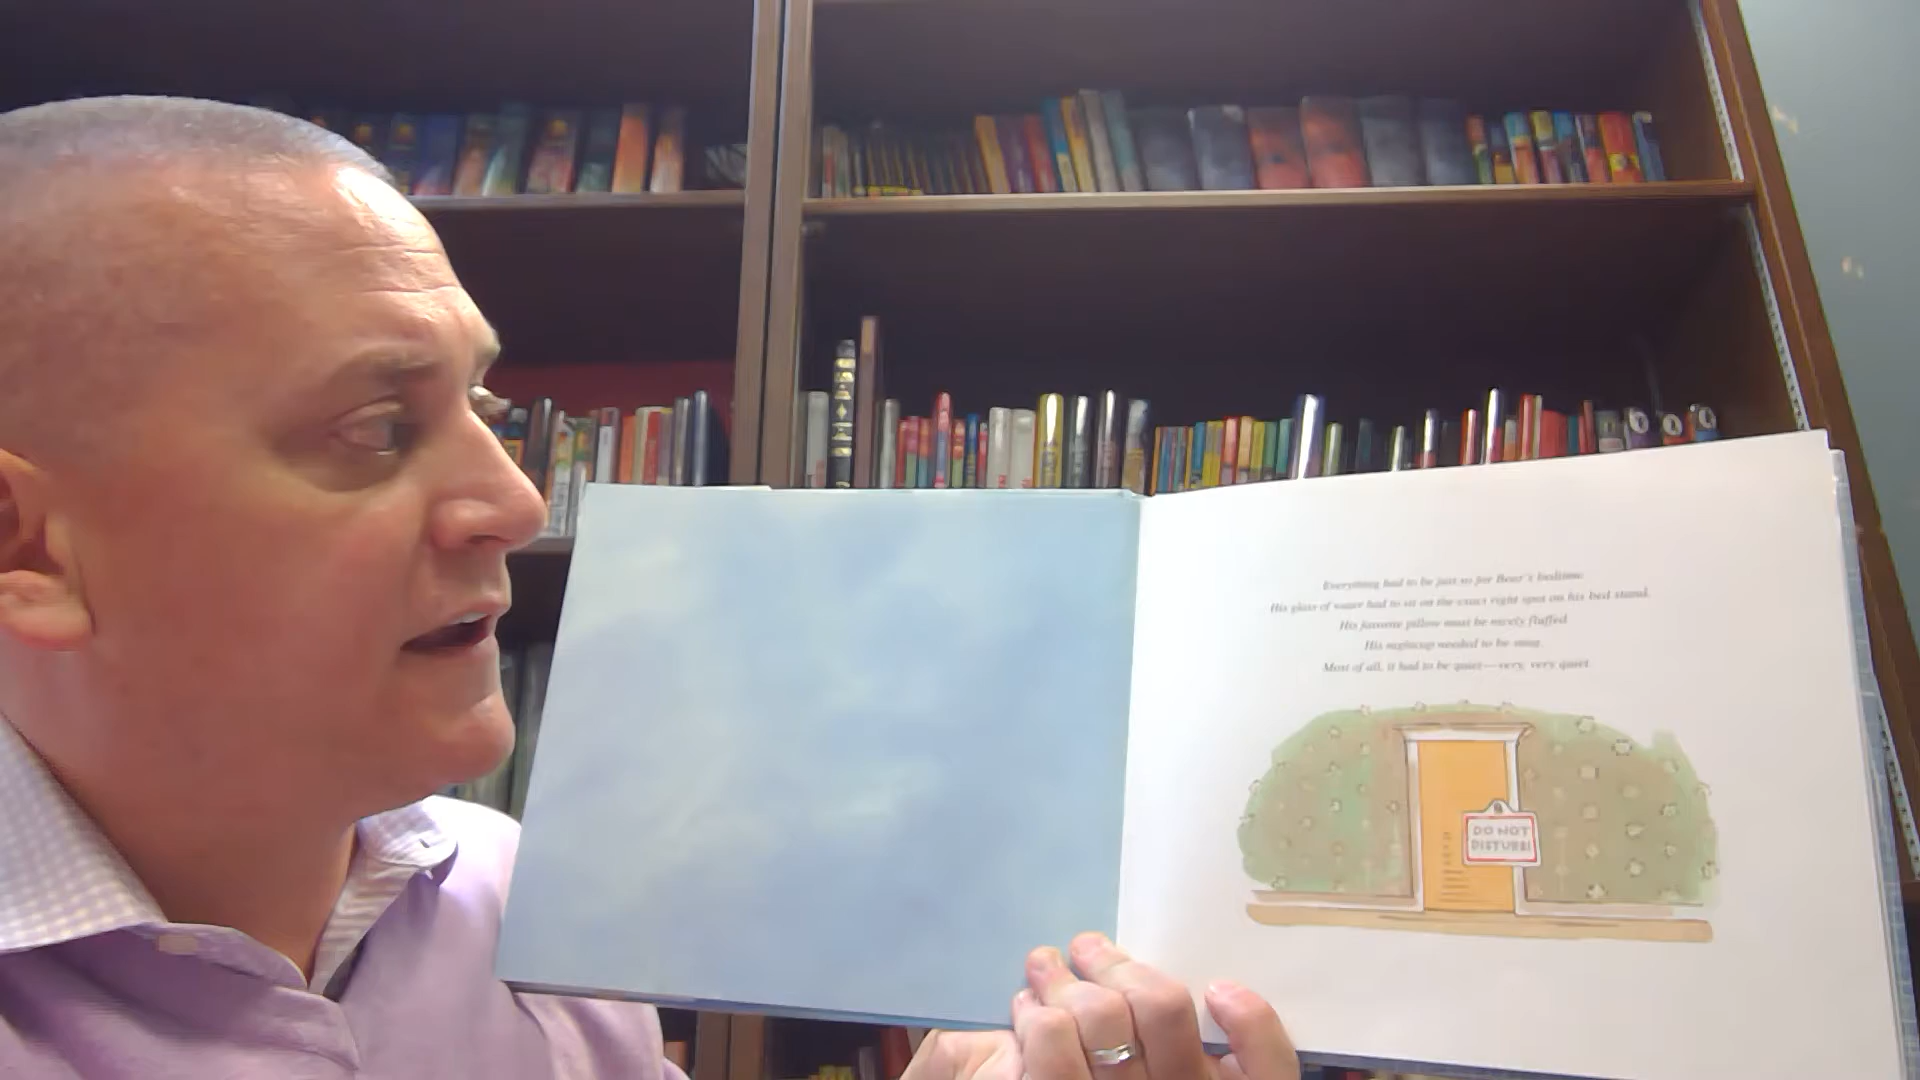 Everything had to be just so for Bear's bedtime.
His glass of water had to sit on the exact right spot on his bed stand.
His favorite pillow must be nicely fluffed.
His nightcap needed to be snug.
Most of all, it had to be quiet—very, very quiet.
DO NOT
DISTURB!